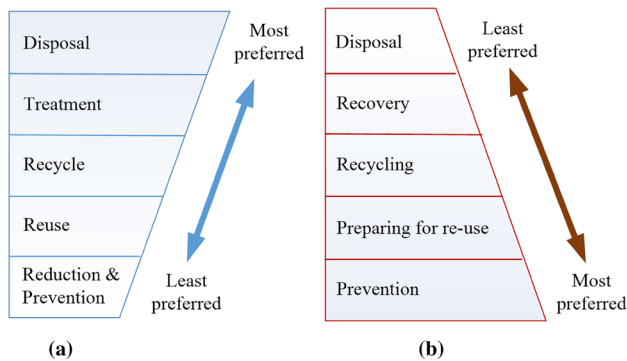 Disposal
Treatment
Recycle
Reuse
Reduction &
Prevention
Most
preferred
Least
preferred
(a)
Disposal
Recovery
Recycling
Preparing for re-use
Prevention
Least
preferred
Most
preferred
(b)